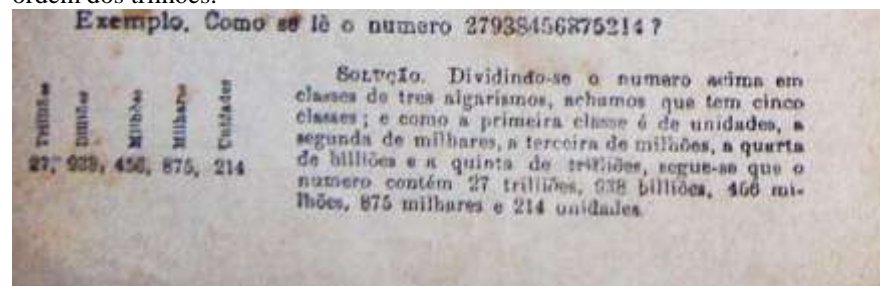 ordem dos trilhões.
Exemplo. Como se lê o numero 27938456875214?
Trilliões
Billiões
Milhões
Milhares
Unidades
27, 938, 456, 875, 214
SOLUÇÃO. Dividindo-se o numero acima em
classes de tres algarismos, achamos que tem cinco
classes; e como a primeira classe é de unidades, a
segunda de milhares, a terceira de milhões, a quarta
de billiões e a quinta de trilliões, segue-se que o
numero contém 27 trilliões, 938 billiões, 456 mi-
lhões, 875 milhares e 214 unidades